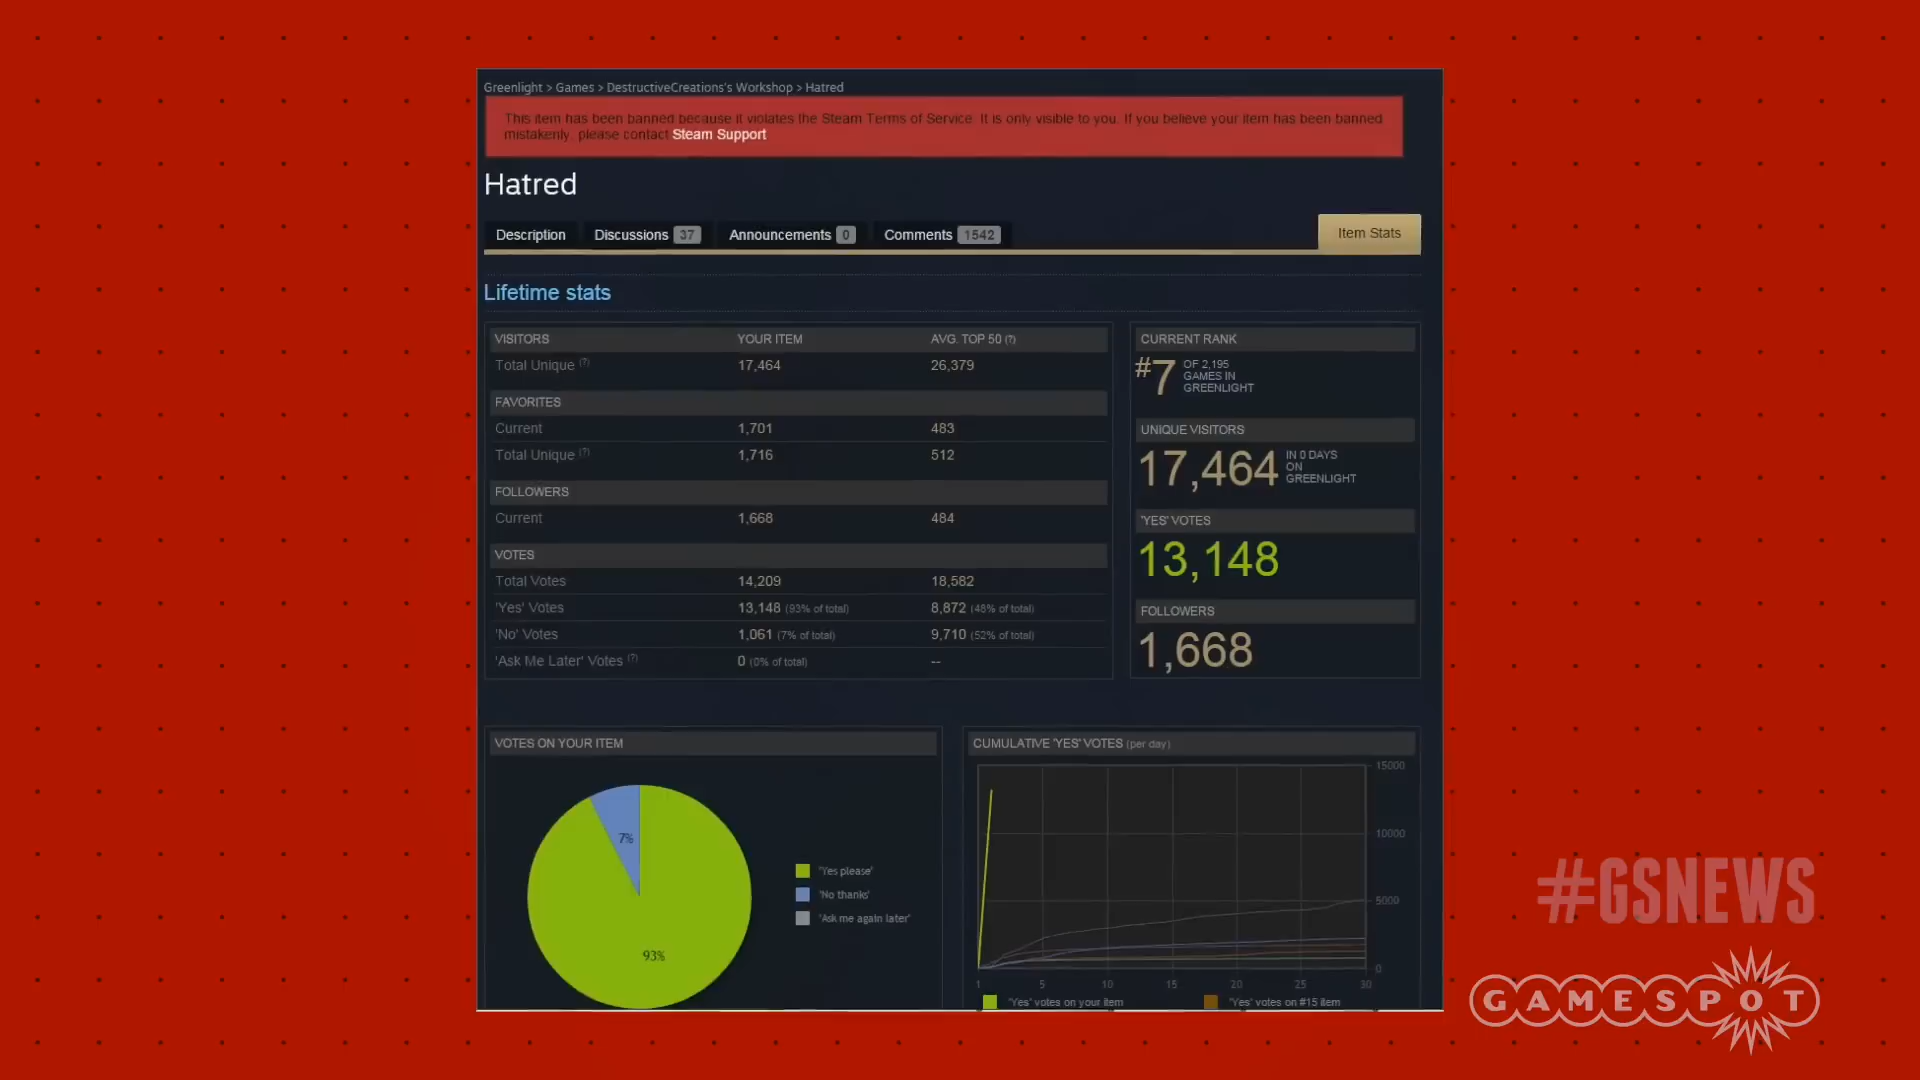 Greenlight > Games > DestructiveCreations's Workshop > Hatred
This item has been banned because it violates the Steam Terms of Service. It is only visible to you. If you believe your item has been banned
mistakenly, please contact Steam Support
Hatred
Description Discussions 37 Announcements 0 Comments 1542 Item Stats
Lifetime stats
VISITORS YOUR ITEM AVG. TOP 50 (?)
Total Unique (?) 17,464 26,379
FAVORITES
Current 1,701 483
Total Unique (?) 1,716 512
FOLLOWERS
Current 1,668 484
VOTES
Total Votes 14,209 18,582
'Yes' Votes 13,148 (93% of total) 8,872 (48% of total)
'No' Votes 1,061 (7% of total) 9,710 (52% of total)
'Ask Me Later' Votes (?) 0 (0% of total) --
CURRENT RANK
#7 OF 2,195
GAMES IN
GREENLIGHT
UNIQUE VISITORS
17,464 IN 0 DAYS
ON
GREENLIGHT
'YES' VOTES
13,148
FOLLOWERS
1,668
VOTES ON YOUR ITEM
7%
93%
'Yes please'
'No thanks'
'Ask me again later'
CUMULATIVE 'YES' VOTES (per day)
15000
10000
5000
0
1 5 10 15 20 25 30
'Yes' votes on your item 'Yes' votes on #15 item
#GSNEWS
GAMESPOT